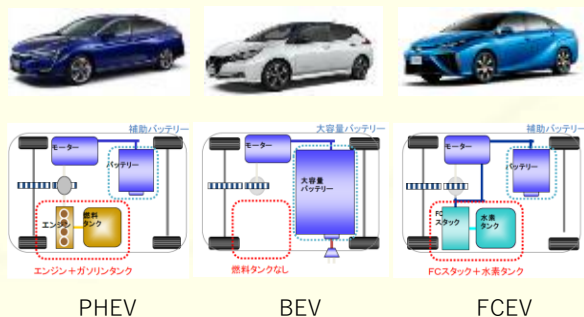 補助バッテリー
モーター
バッテリー
エンジン
燃料
タンク
エンジン＋ガソリンタンク
PHEV
大容量バッテリー
モーター
大容量
バッテリー
燃料タンクなし
BEV
補助バッテリー
モーター
バッテリー
FC
スタック
水素
タンク
FCスタック＋水素タンク
FCEV